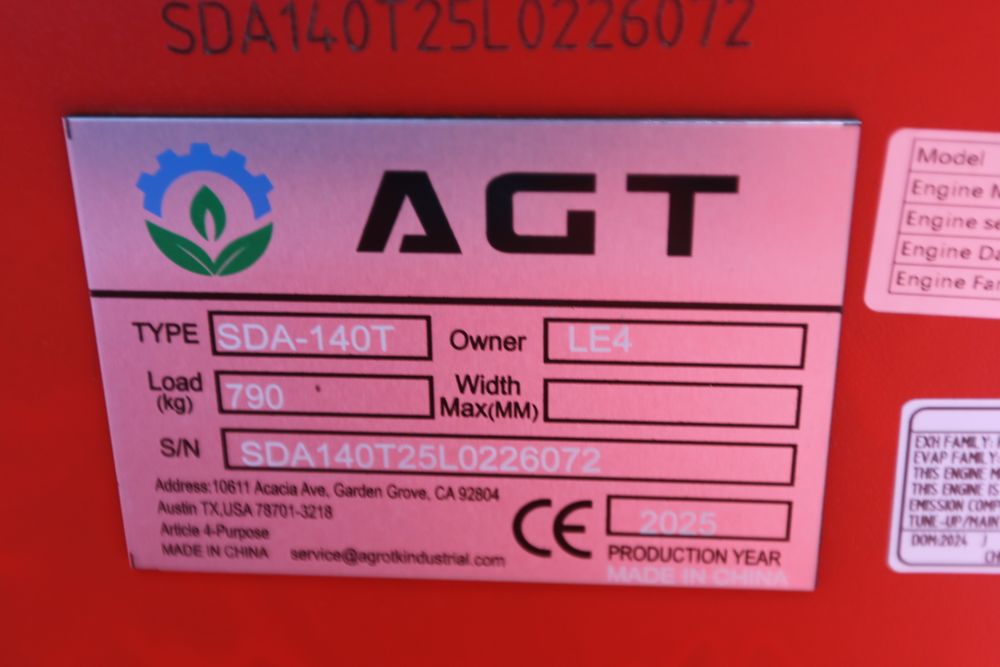 SDA140T25L0226072
AGT
TYPE SDA-140T Owner LE4
Load (kg) 790 Width Max(MM)
S/N SDA140T25L0226072
Address:10611 Acacia Ave, Garden Grove, CA 92804
Austin TX,USA 78701-3218
Article 4-Purpose
MADE IN CHINA service@agrotkindustrial.com
CE 2025
PRODUCTION YEAR
MADE IN CHINA
Model
Engine
Engine
Engine
Engine
EXH FAMILY:
EVAP FAMILY:
THIS ENGINE
THIS ENGINE IS
EMISSION
TUNE-UP/
DOM:2024 /